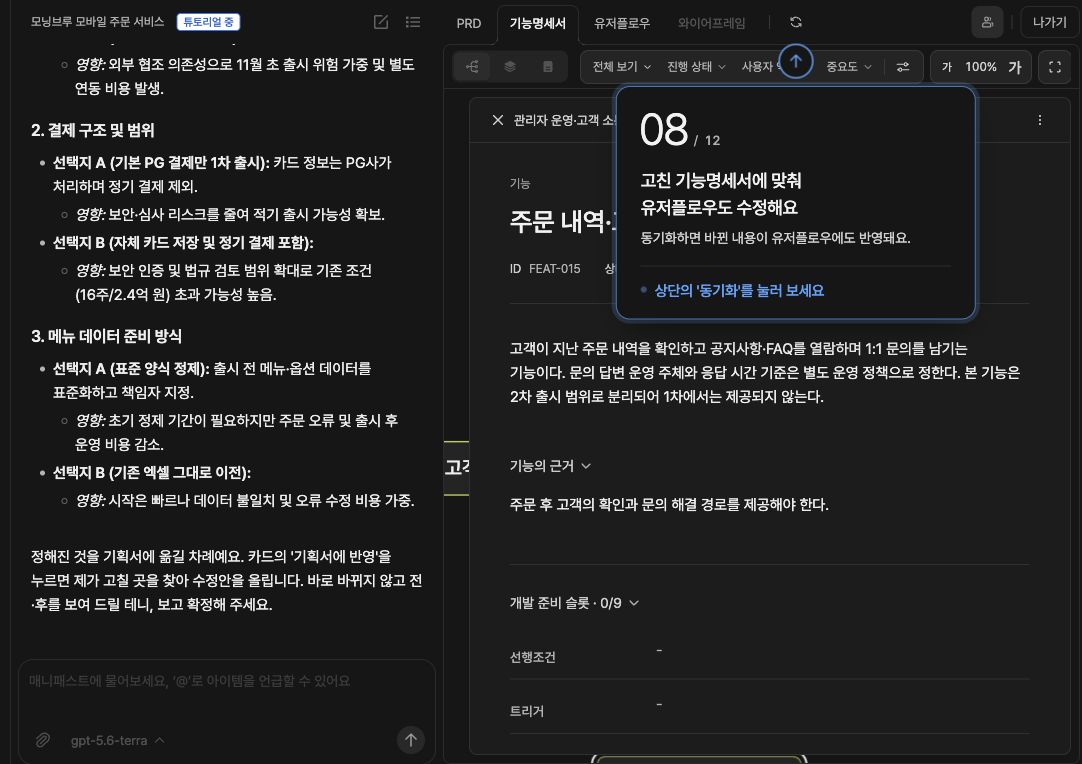 모닝브루 모바일 주문 서비스
튜토리얼 중
영향: 외부 협조 의존성으로 11월 초 출시 위험 가중 및 별도
연동 비용 발생.
2. 결제 구조 및 범위
선택지 A (기본 PG 결제만 1차 출시): 카드 정보는 PG사가
처리하며 정기 결제 제외.
영향: 보안·심사 리스크를 줄여 적기 출시 가능성 확보.
선택지 B (자체 카드 저장 및 정기 결제 포함):
영향: 보안 인증 및 법규 검토 범위 확대로 기존 조건
(16주/2.4억 원) 초과 가능성 높음.
3. 메뉴 데이터 준비 방식
선택지 A (표준 양식 정제): 출시 전 메뉴·옵션 데이터를
표준화하고 책임자 지정.
영향: 초기 정제 기간이 필요하지만 주문 오류 및 출시 후
운영 비용 감소.
선택지 B (기존 엑셀 그대로 이전):
영향: 시작은 빠르나 데이터 불일치 및 오류 수정 비용 가중.
정해진 것을 기획서에 옮길 차례예요. 카드의 '기획서에 반영'을
누르면 제가 고칠 곳을 찾아 수정안을 올립니다. 바로 바뀌지 않고 전
·후를 보여 드릴 테니, 보고 확정해 주세요.
매니패스트에 물어보세요, '@'로 아이템을 언급할 수 있어요
gpt-5.6-terra
PRD
기능명세서
유저플로우
와이어프레임
나가기
전체 보기
진행 상태
사용자
중요도
가 100% 가
관리자 운영·고객
08 / 12
고친 기능명세서에 맞춰
유저플로우도 수정해요
동기화하면 바뀐 내용이 유저플로우에도 반영돼요.
상단의 '동기화'를 눌러 보세요
기능
주문 내역·
ID FEAT-015
고객이 지난 주문 내역을 확인하고 공지사항·FAQ를 열람하며 1:1 문의를 남기는
기능이다. 문의 답변 운영 주체와 응답 시간 기준은 별도 운영 정책으로 정한다. 본 기능은
2차 출시 범위로 분리되어 1차에서는 제공되지 않는다.
고객
기능의 근거
주문 후 고객의 확인과 문의 해결 경로를 제공해야 한다.
개발 준비 슬롯 · 0/9
선행조건 -
트리거 -